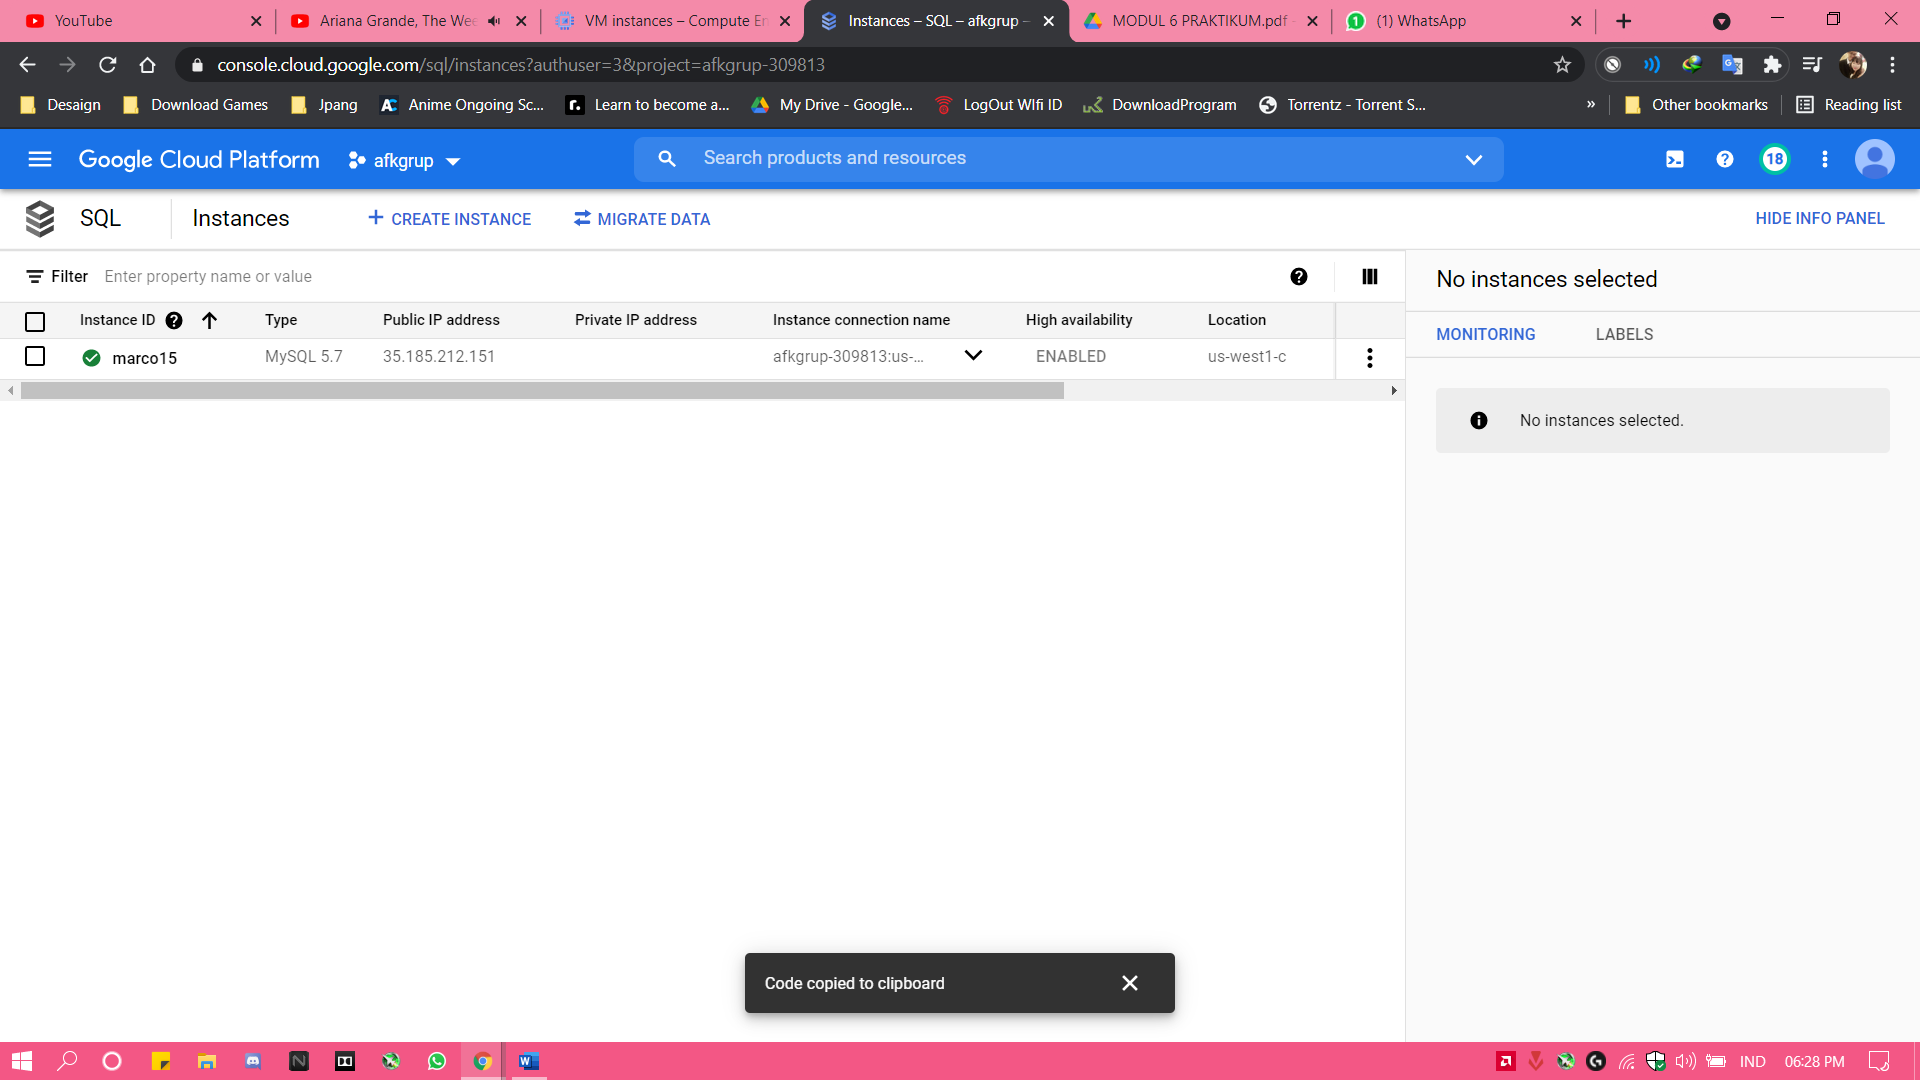 YouTube
Ariana Grande, The Wee
VM instances – Compute En
Instances – SQL – afkgrup –
MODUL 6 PRAKTIKUM.pdf -
(1) WhatsApp
console.cloud.google.com/sql/instances?authuser=3&project=afkgrup-309813
Desaign
Download Games
Jpang
Anime Ongoing Sc...
Learn to become a...
My Drive - Google...
LogOut WIfi ID
DownloadProgram
Torrentz - Torrent S...
»
Other bookmarks
Reading list
Google Cloud Platform
afkgrup
Search products and resources
18
SQL
Instances
CREATE INSTANCE
MIGRATE DATA
HIDE INFO PANEL
Filter
Enter property name or value
No instances selected
Instance ID
Type
Public IP address
Private IP address
Instance connection name
High availability
Location
MONITORING
LABELS
marco15
MySQL 5.7
35.185.212.151
afkgrup-309813:us-...
ENABLED
us-west1-c
No instances selected.
Code copied to clipboard
IND
06:28 PM